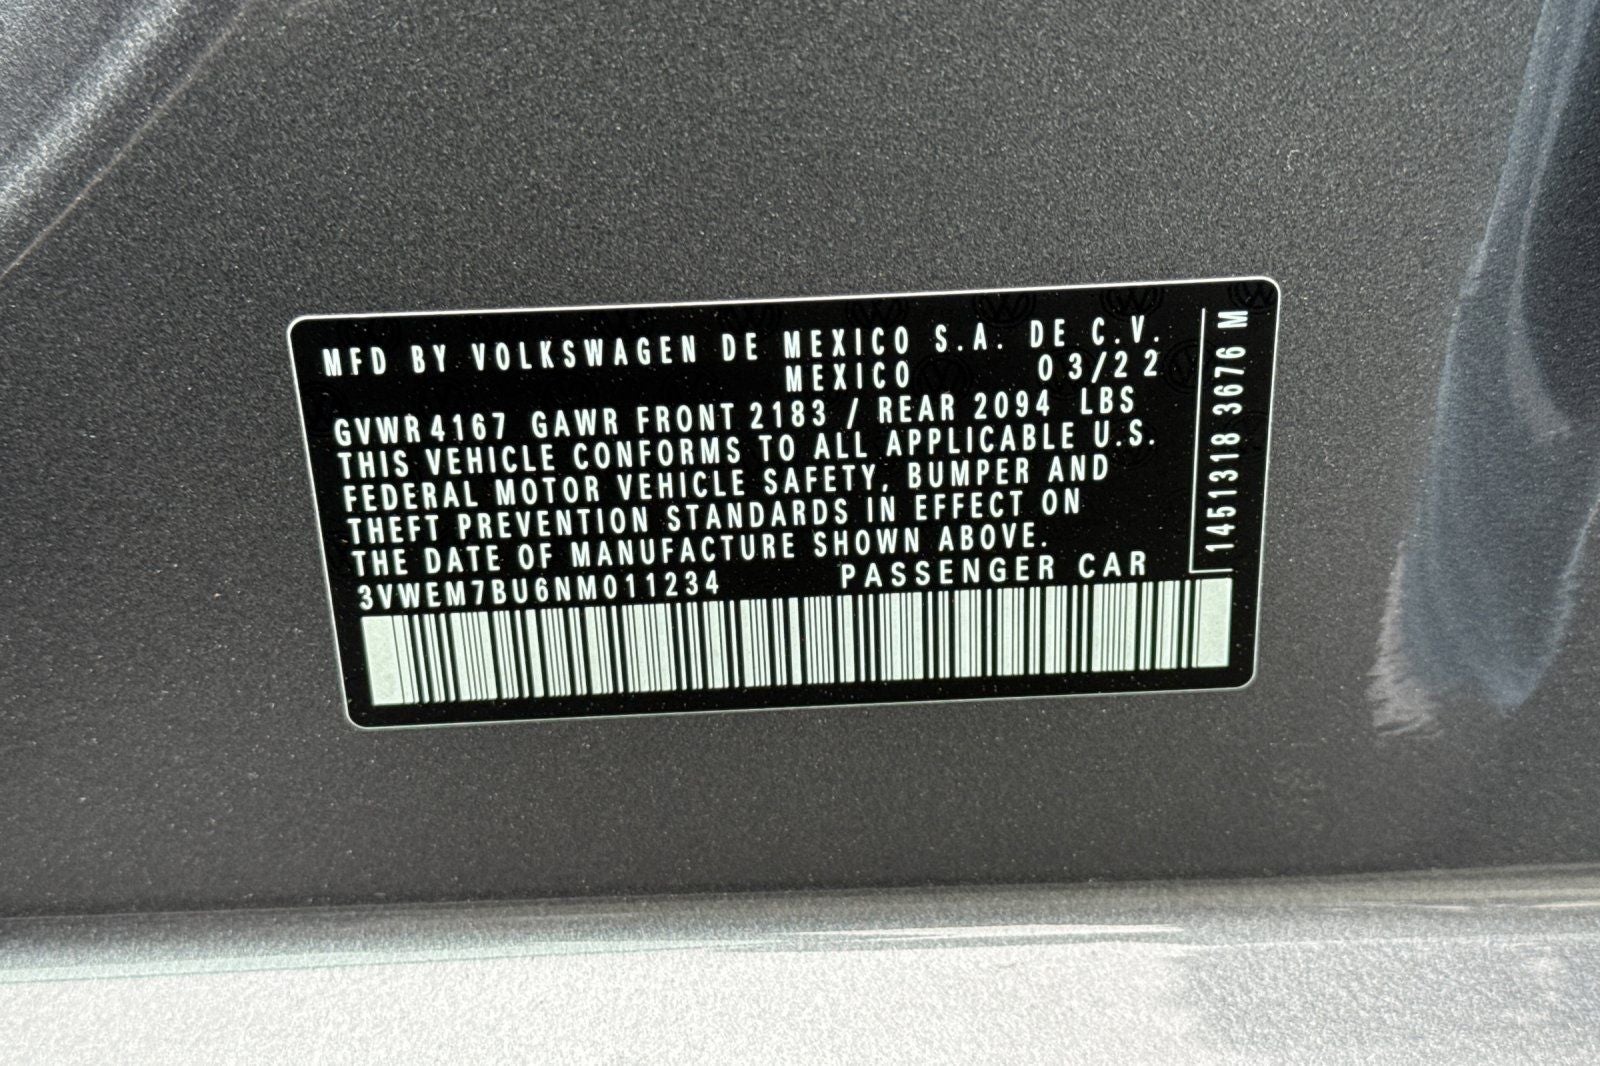 MFD BY VOLKSWAGEN DE MEXICO S.A. DE C.V.
MEXICO 03/22
GVWR 4167 GAWR FRONT 2183 / REAR 2094 LBS
THIS VEHICLE CONFORMS TO ALL APPLICABLE U.S.
FEDERAL MOTOR VEHICLE SAFETY, BUMPER AND
THEFT PREVENTION STANDARDS IN EFFECT ON
THE DATE OF MANUFACTURE SHOWN ABOVE.
3VWEM7BU6NM011234 PASSENGER CAR
1451318 3676 M